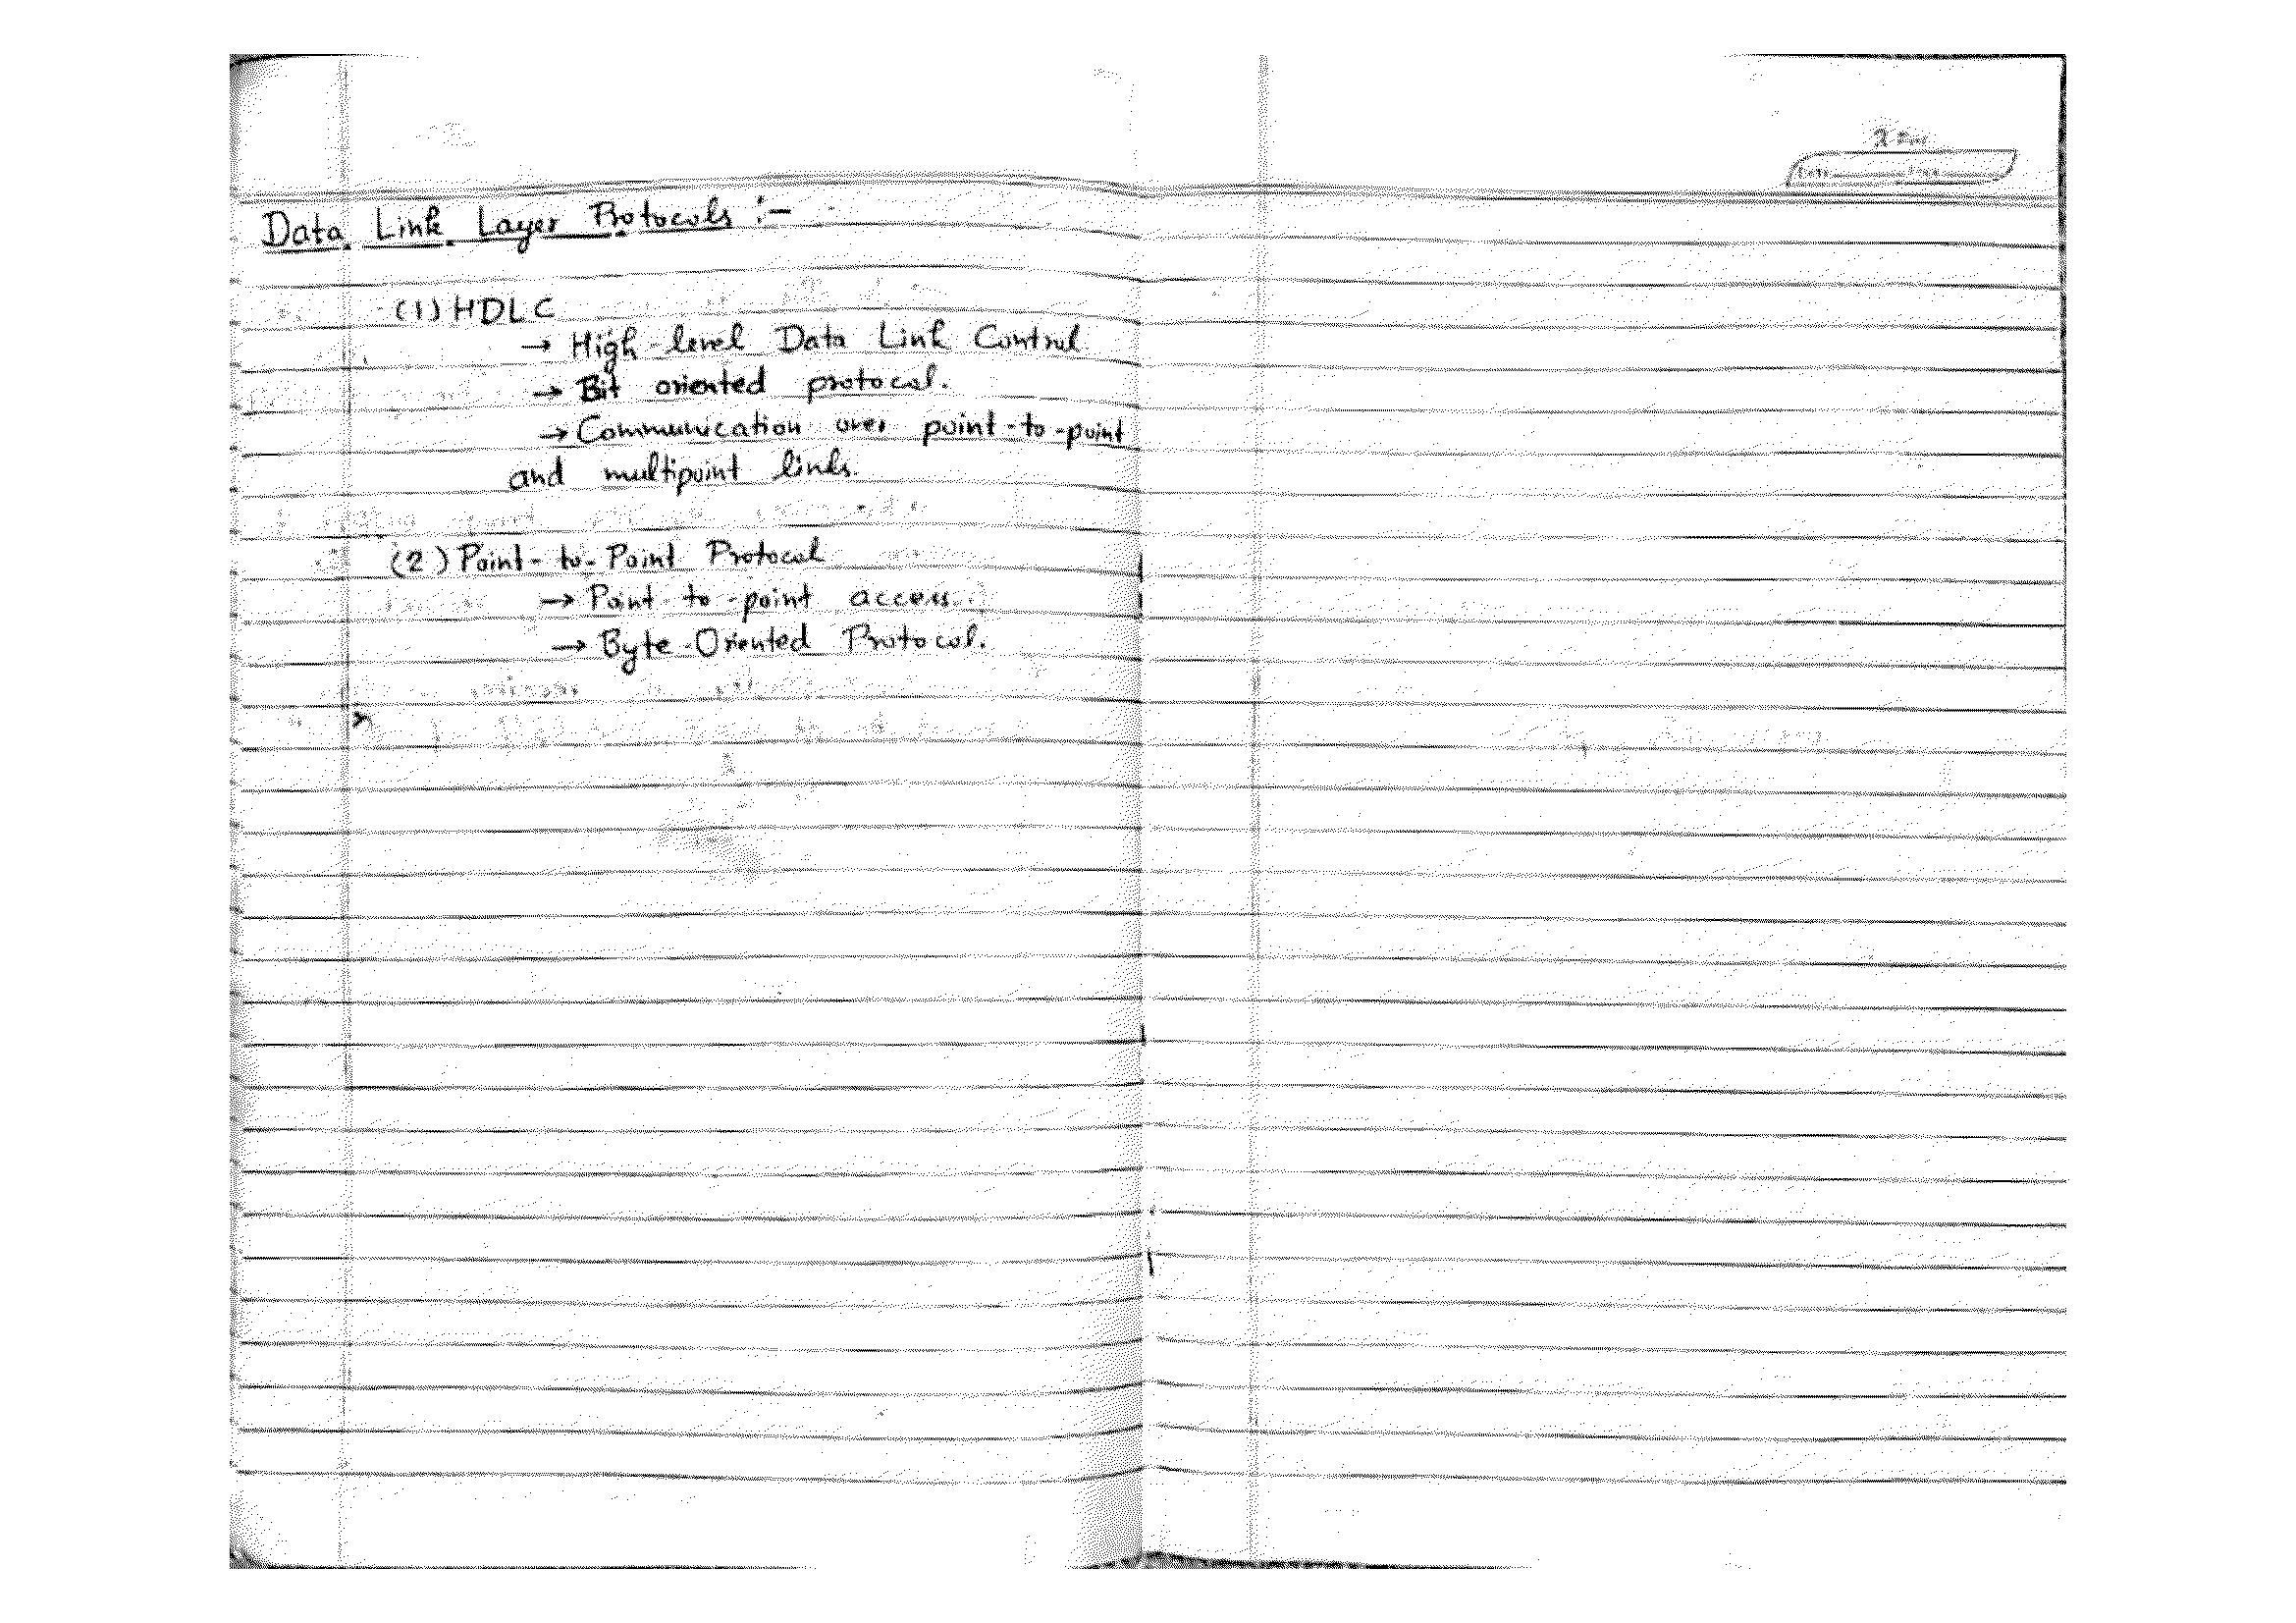 Data Link Layer Protocols :-
(1) HDLC
→ High-level Data Link Control
→ Bit oriented protocol.
→ Communication over point-to-point
and multipoint links.
(2) Point-to-Point Protocol
→ Point-to-point access.
→ Byte-Oriented Protocol.